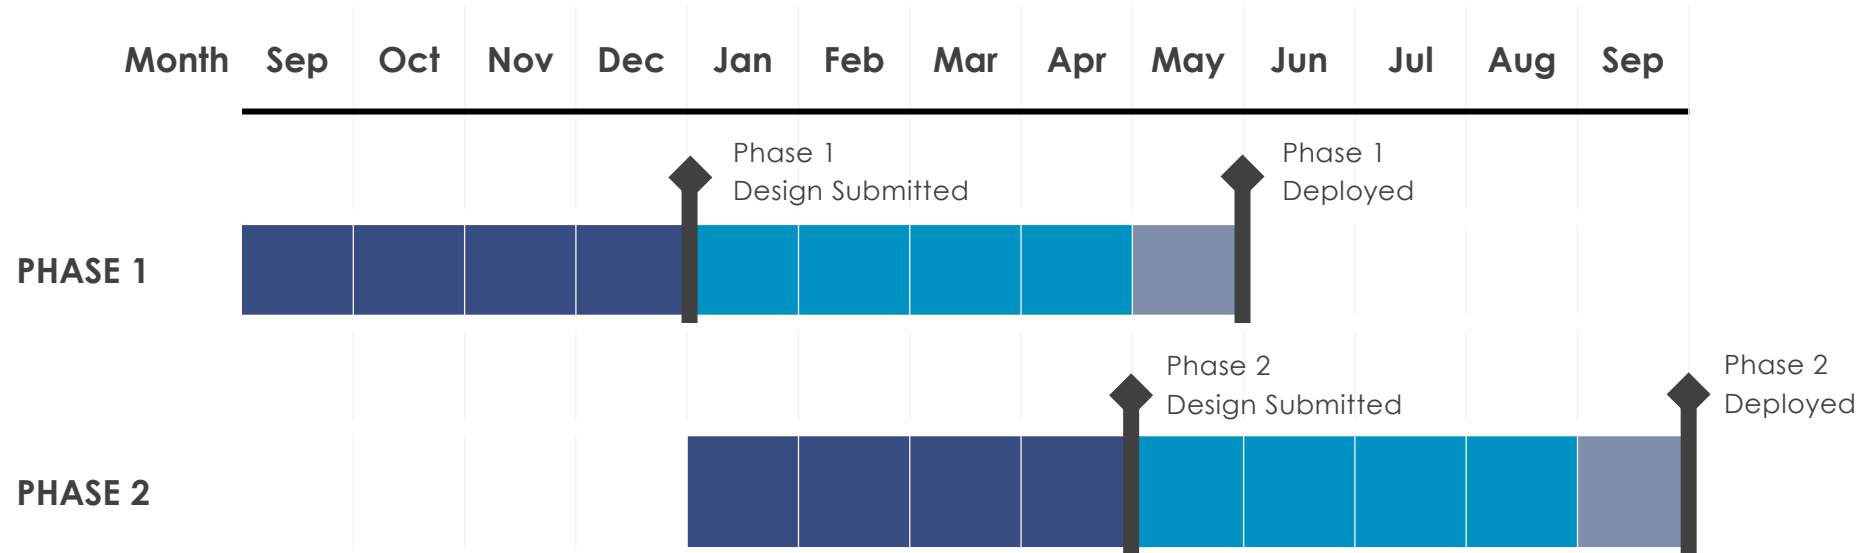 Month Sep Oct Nov Dec Jan Feb Mar Apr May Jun Jul Aug Sep
Phase 1
Design Submitted
Phase 1
Deployed
PHASE 1
Phase 2
Design Submitted
Phase 2
Deployed
PHASE 2